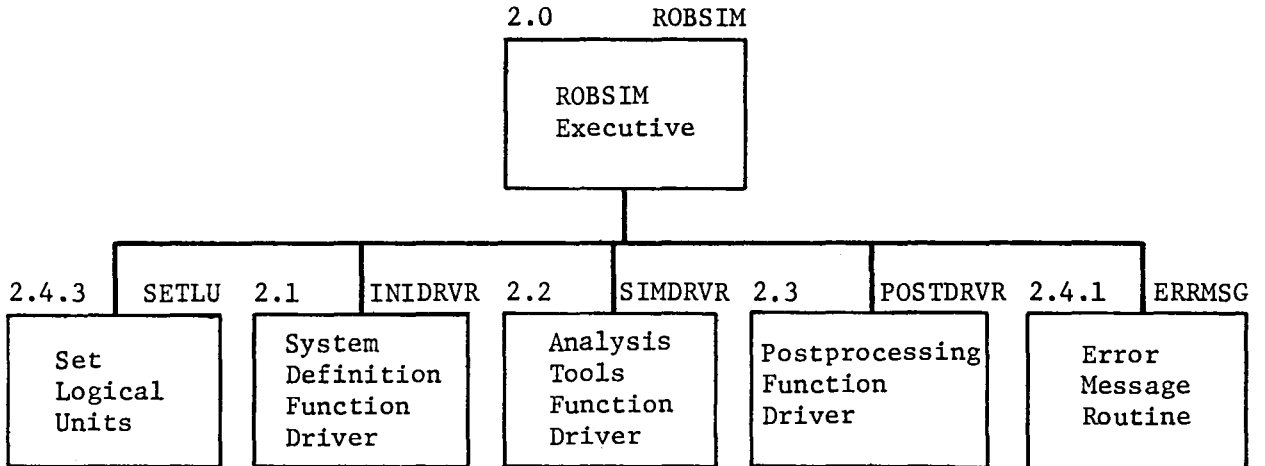 2.0 ROBSIM
ROBSIM
Executive
2.4.3 SETLU 2.1 INIDRVR 2.2 SIMDRVR 2.3 POSTDRVR 2.4.1 ERRMSG
Set
Logical
Units
System
Definition
Function
Driver
Analysis
Tools
Function
Driver
Postprocessing
Function
Driver
Error
Message
Routine